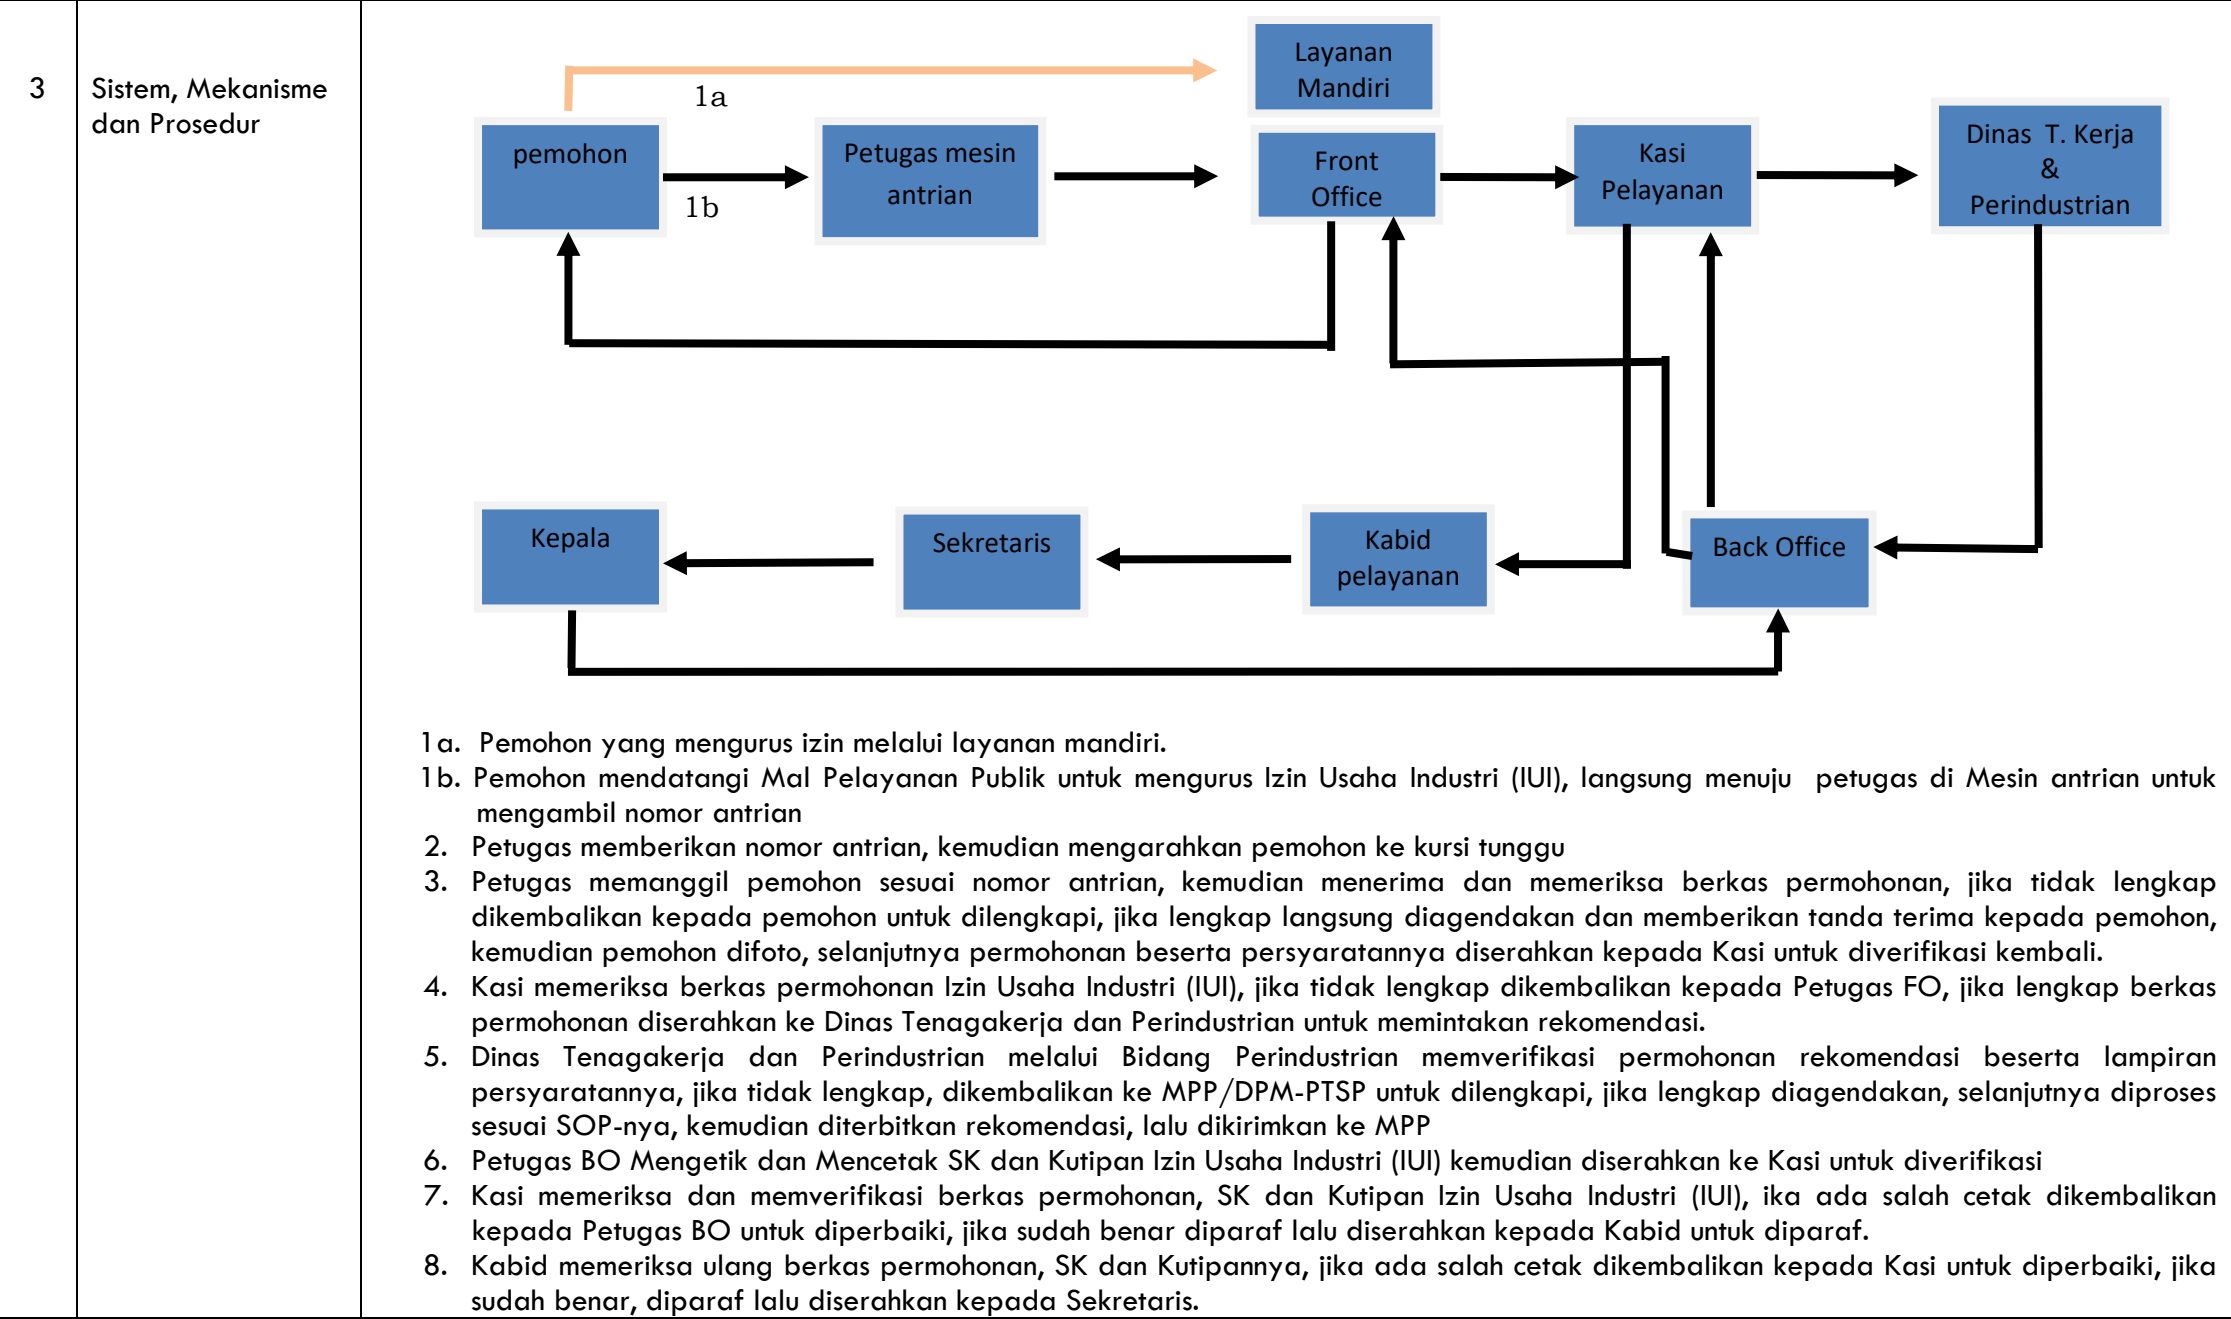 3
Sistem, Mekanisme
dan Prosedur
Layanan
Mandiri
1a
pemohon
1b
Petugas mesin
antrian
Front
Office
Kasi
Pelayanan
Dinas T. Kerja
&
Perindustrian
Kepala
Sekretaris
Kabid
pelayanan
Back Office
1a. Pemohon yang mengurus izin melalui layanan mandiri.
1b. Pemohon mendatangi Mal Pelayanan Publik untuk mengurus Izin Usaha Industri (IUI), langsung menuju petugas di Mesin antrian untuk
mengambil nomor antrian
2. Petugas memberikan nomor antrian, kemudian mengarahkan pemohon ke kursi tunggu
3. Petugas memanggil pemohon sesuai nomor antrian, kemudian menerima dan memeriksa berkas permohonan, jika tidak lengkap
dikembalikan kepada pemohon untuk dilengkapi, jika lengkap langsung diagendakan dan memberikan tanda terima kepada pemohon,
kemudian pemohon difoto, selanjutnya permohonan beserta persyaratannya diserahkan kepada Kasi untuk diverifikasi kembali.
4. Kasi memeriksa berkas permohonan Izin Usaha Industri (IUI), jika tidak lengkap dikembalikan kepada Petugas FO, jika lengkap berkas
permohonan diserahkan ke Dinas Tenagakerja dan Perindustrian untuk memintakan rekomendasi.
5. Dinas Tenagakerja dan Perindustrian melalui Bidang Perindustrian memverifikasi permohonan rekomendasi beserta lampiran
persyaratannya, jika tidak lengkap, dikembalikan ke MPP/DPM-PTSP untuk dilengkapi, jika lengkap diagendakan, selanjutnya diproses
sesuai SOP-nya, kemudian diterbitkan rekomendasi, lalu dikirimkan ke MPP
6. Petugas BO Mengetik dan Mencetak SK dan Kutipan Izin Usaha Industri (IUI) kemudian diserahkan ke Kasi untuk diverifikasi
7. Kasi memeriksa dan memverifikasi berkas permohonan, SK dan Kutipan Izin Usaha Industri (IUI), ika ada salah cetak dikembalikan
kepada Petugas BO untuk diperbaiki, jika sudah benar diparaf lalu diserahkan kepada Kabid untuk diparaf.
8. Kabid memeriksa ulang berkas permohonan, SK dan Kutipannya, jika ada salah cetak dikembalikan kepada Kasi untuk diperbaiki, jika
sudah benar, diparaf lalu diserahkan kepada Sekretaris.